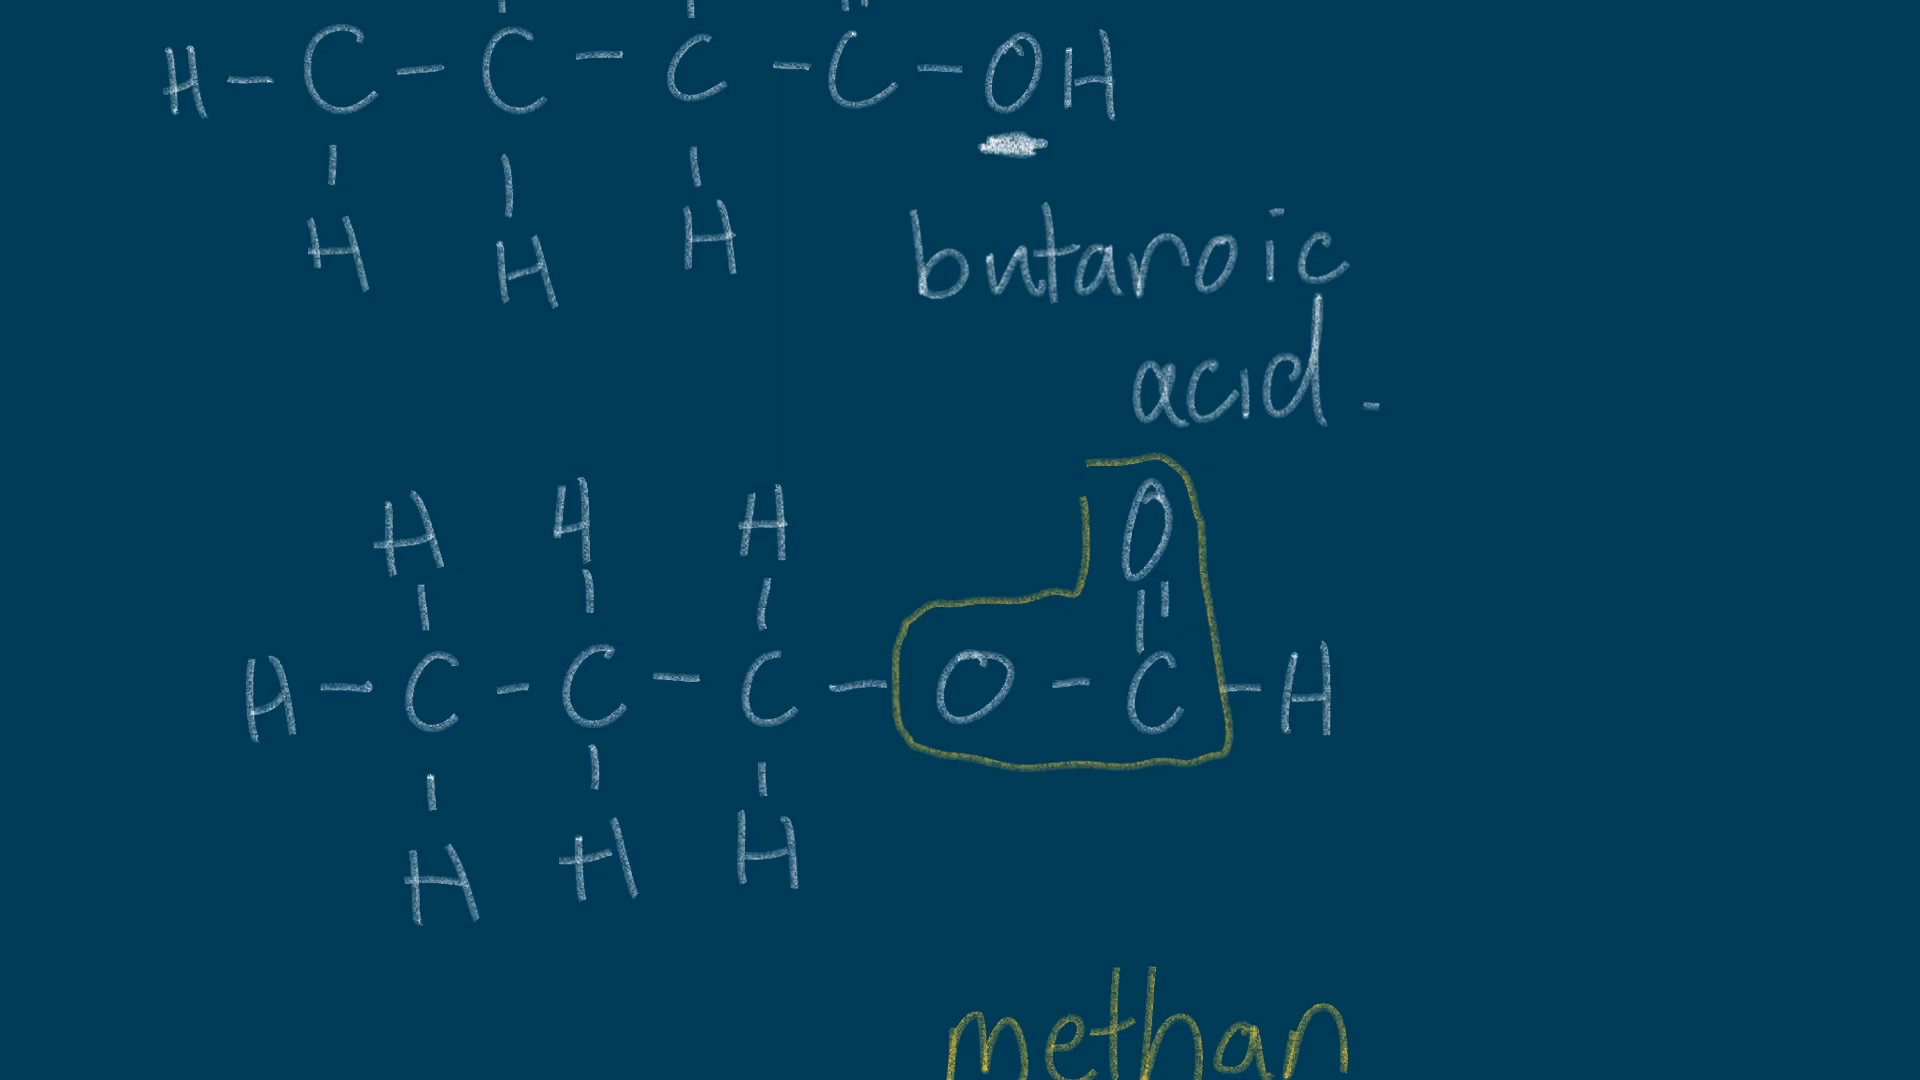 H - C - C - C - C - OH
H H H
butanoic
acid.
H H H O
H - C - C - C - O - C - H
H H H
methan